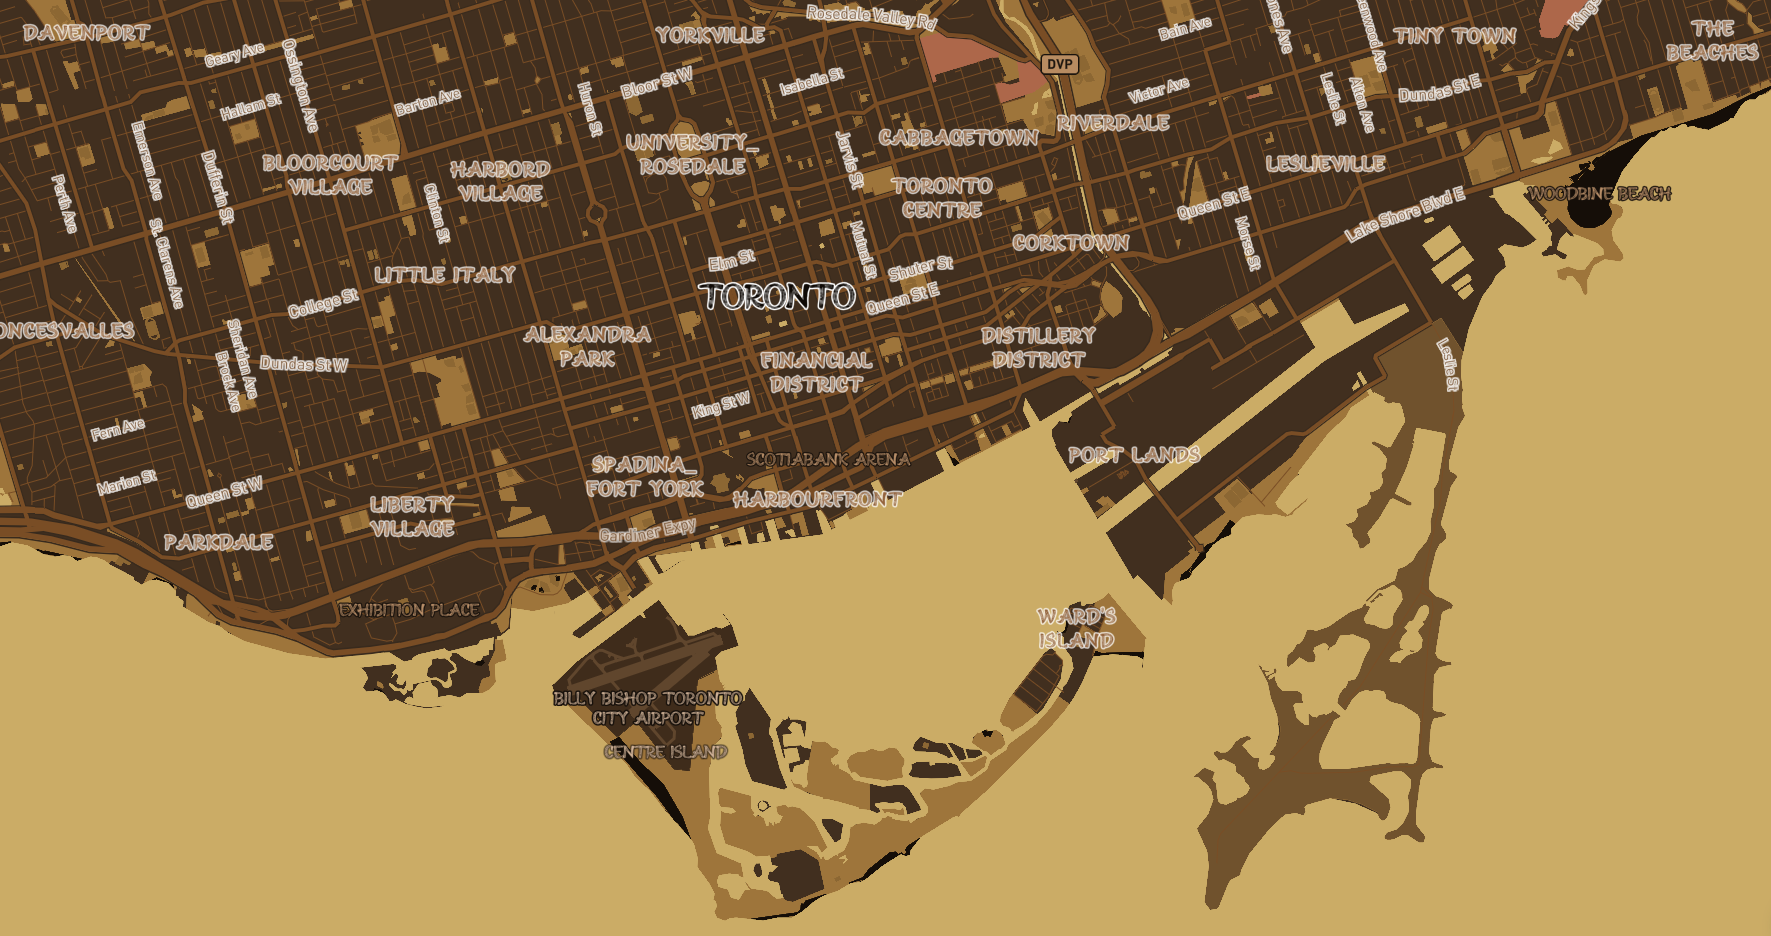 DAVENPORT
Geary Ave
Ossington Ave
Hallam St
Barton Ave
Huron St
Bloor St W
YORKVILLE
Rosedale Valley Rd
Isabella St
DVP
Bain Ave
Victor Ave
TINY TOWN
THE
BEACHES
Leslie St
Alton Ave
Dundas St E
Emerson Ave
Dufferin St
BLOORCOURT
VILLAGE
HARBORD
VILLAGE
UNIVERSITY_
ROSEDALE
Jarvis St
CABBAGETOWN
RIVERDALE
LESLIEVILLE
Perth Ave
St. Clarens Ave
Clinton St
TORONTO
CENTRE
Queen St E
Lake Shore Blvd E
WOODBINE BEACH
LITTLE ITALY
Elm St
Mutual St
Shuter St
CORKTOWN
Morse St
TORONTO
Queen St E
College St
ONCESVALLES
Sheridan Ave
Brock Ave
Dundas St W
ALEXANDRA
PARK
FINANCIAL
DISTRICT
DISTILLERY
DISTRICT
Leslie St
King St W
Fern Ave
Marion St
Queen St W
SPADINA_
FORT YORK
SCOTIABANK ARENA
HARBOURFRONT
PORT LANDS
LIBERTY
VILLAGE
Gardiner Expy
PARKDALE
EXHIBITION PLACE
WARD'S
ISLAND
BILLY BISHOP TORONTO
CITY AIRPORT
CENTRE ISLAND